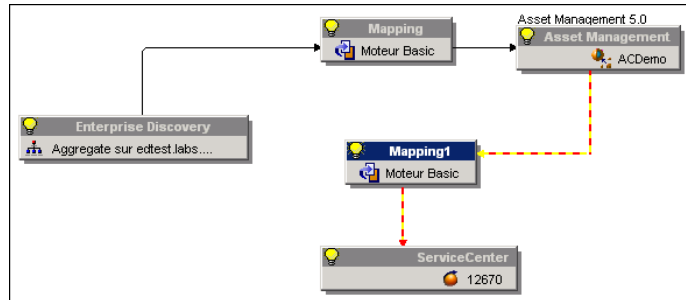 Mapping
Moteur Basic
Asset Management 5.0
Asset Management
ACDemo
Enterprise Discovery
Aggregate sur edtest.labs....
Mapping1
Moteur Basic
ServiceCenter
12670